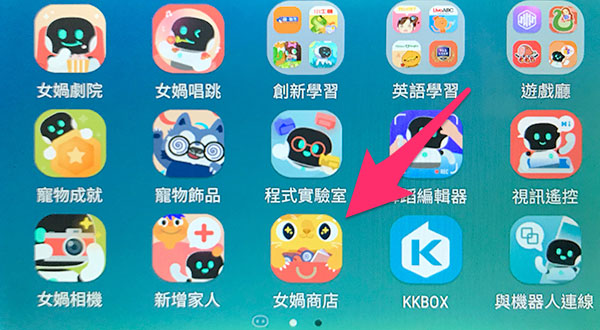 女媧劇院 女媧唱跳 創新學習 英語學習 遊戲廳
Hi
寵物成就 寵物飾品 程式實驗室 蹈編輯器 視訊遙控
女媧相機 新增家人 女媧商店 KKBOX 與機器人連線